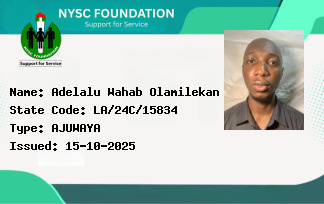 NYSC FOUNDATION
Support for Service
Support for Service
Name: Adelalu Wahab Olamilekan
State Code: LA/24C/15834
Type: AJUWAYA
Issued: 15-10-2025